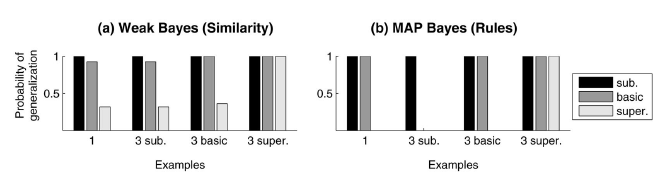 (a) Weak Bayes (Similarity)
Probability of
generalization
1
0.5
1
3 sub.
3 basic
3 super.
Examples
(b) MAP Bayes (Rules)
1
0.5
1
3 sub.
3 basic
3 super.
Examples
sub.
basic
super.